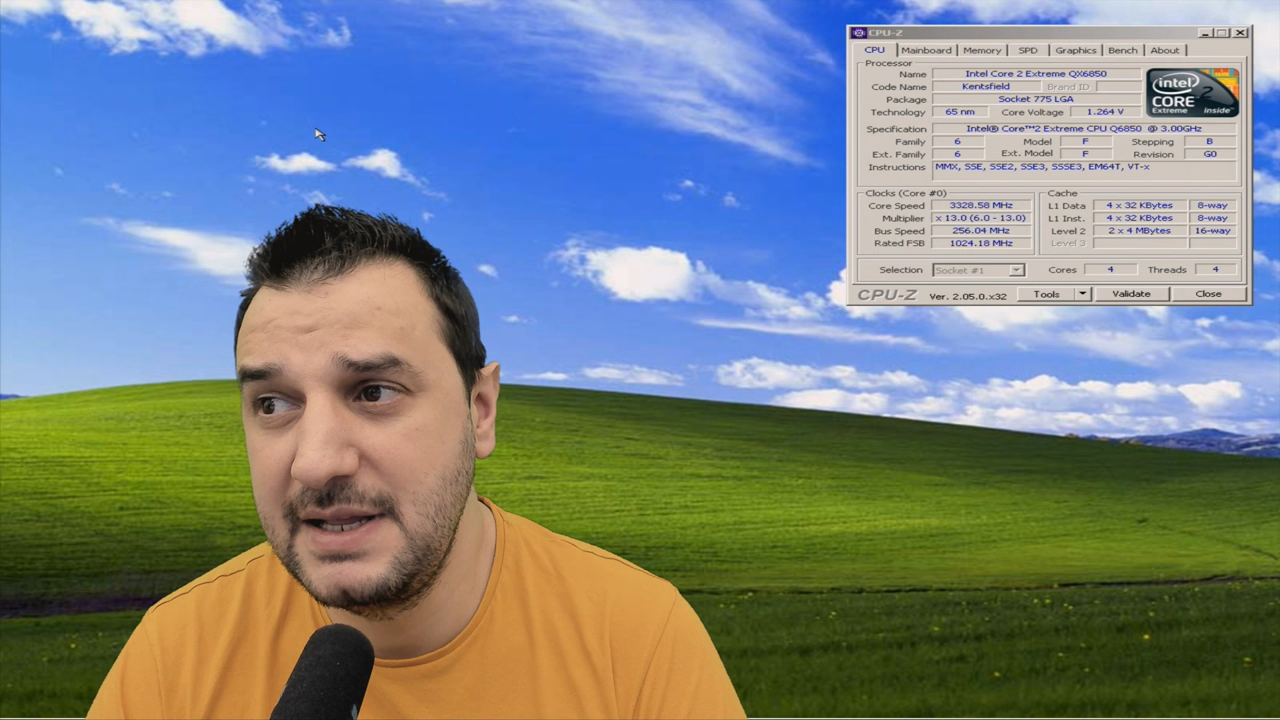 CPU-Z
CPU Mainboard Memory SPD Graphics Bench About
Processor
Name Intel Core 2 Extreme QX6850
Code Name Kentsfield Brand ID
Package Socket 775 LGA
Technology 65 nm Core Voltage 1.264 V
intel CORE 2 Extreme inside™
Specification Intel® Core™2 Extreme CPU Q6850 @ 3.00GHz
Family 6 Model F Stepping B
Ext. Family 6 Ext. Model F Revision G0
Instructions MMX, SSE, SSE2, SSE3, SSSE3, EM64T, VT-x
Clocks (Core #0)
Core Speed 3328.58 MHz
Multiplier x 13.0 (6.0 - 13.0)
Bus Speed 256.04 MHz
Rated FSB 1024.18 MHz
Cache
L1 Data 4 x 32 KBytes 8-way
L1 Inst. 4 x 32 KBytes 8-way
Level 2 2 x 4 MBytes 16-way
Level 3
Selection Socket #1 Cores 4 Threads 4
CPU-Z Ver. 2.05.0.x32 Tools Validate Close